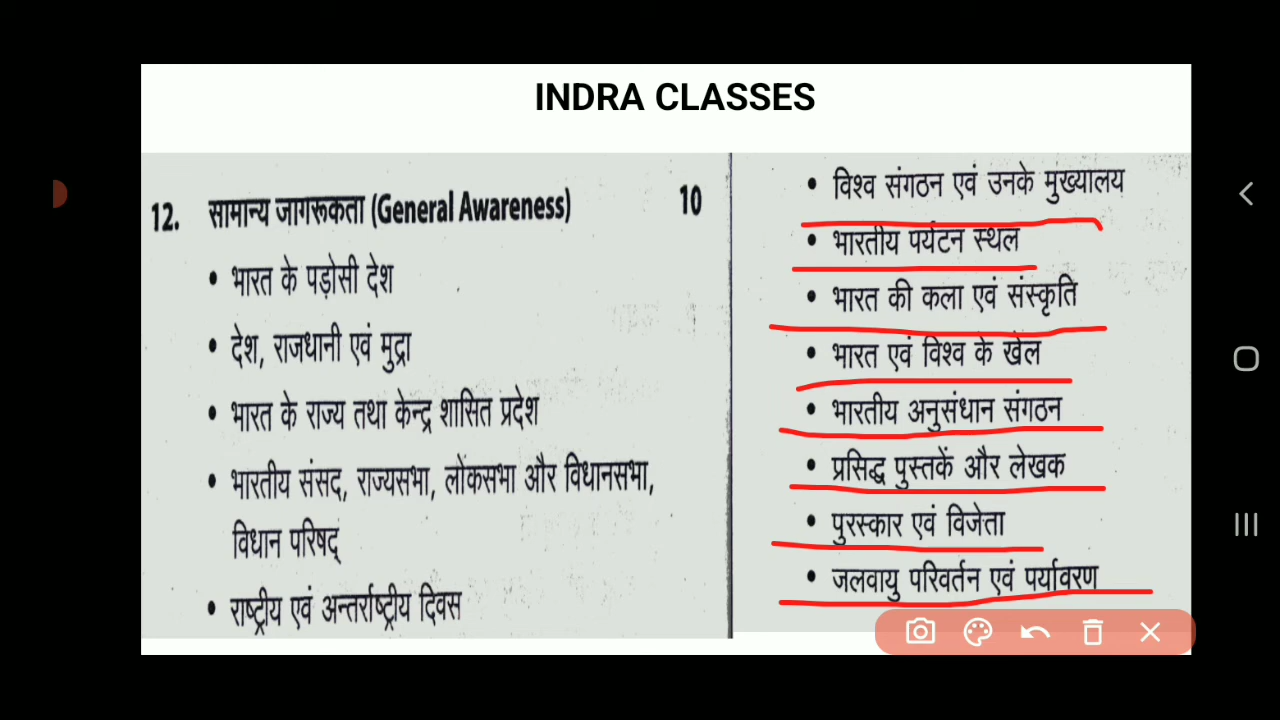 INDRA CLASSES
12. सामान्य जागरूकता (General Awareness) 10
• भारत के पड़ोसी देश
• देश, राजधानी एवं मुद्रा
• भारत के राज्य तथा केन्द्र शासित प्रदेश
• भारतीय संसद, राज्यसभा, लोकसभा और विधानसभा,
विधान परिषद्
• राष्ट्रीय एवं अन्तर्राष्ट्रीय दिवस
• विश्व संगठन एवं उनके मुख्यालय
• भारतीय पर्यटन स्थल
• भारत की कला एवं संस्कृति
• भारत एवं विश्व के खेल
• भारतीय अनुसंधान संगठन
• प्रसिद्ध पुस्तकें और लेखक
• पुरस्कार एवं विजेता
• जलवायु परिवर्तन एवं पर्यावरण